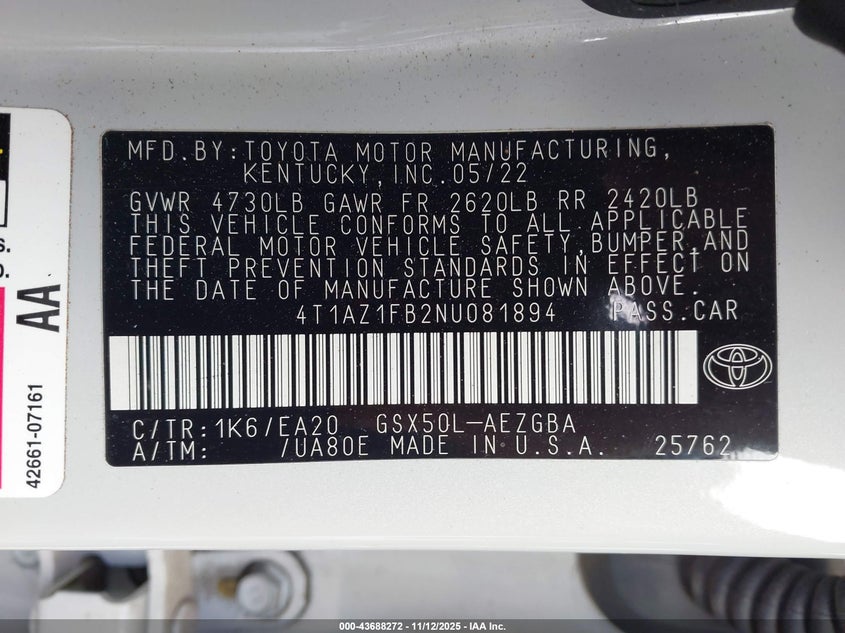 MFD.BY:TOYOTA MOTOR MANUFACTURING,
KENTUCKY,INC.05/22
GVWR 4730LB GAWR FR 2620LB RR 2420LB
THIS VEHICLE CONFORMS TO ALL APPLICABLE
FEDERAL MOTOR VEHICLE SAFETY,BUMPER,AND
THEFT PREVENTION STANDARDS IN EFFECT ON
THE DATE OF MANUFACTURE SHOWN ABOVE.
4T1AZ1FB2NU081894 PASS.CAR
C/TR:1K6/EA20 GSX50L-AEZGBA
A/TM: /UA80E MADE IN U.S.A. 25762
AA
42661-07161
000-43688272 - 11/12/2025 - IAA Inc.